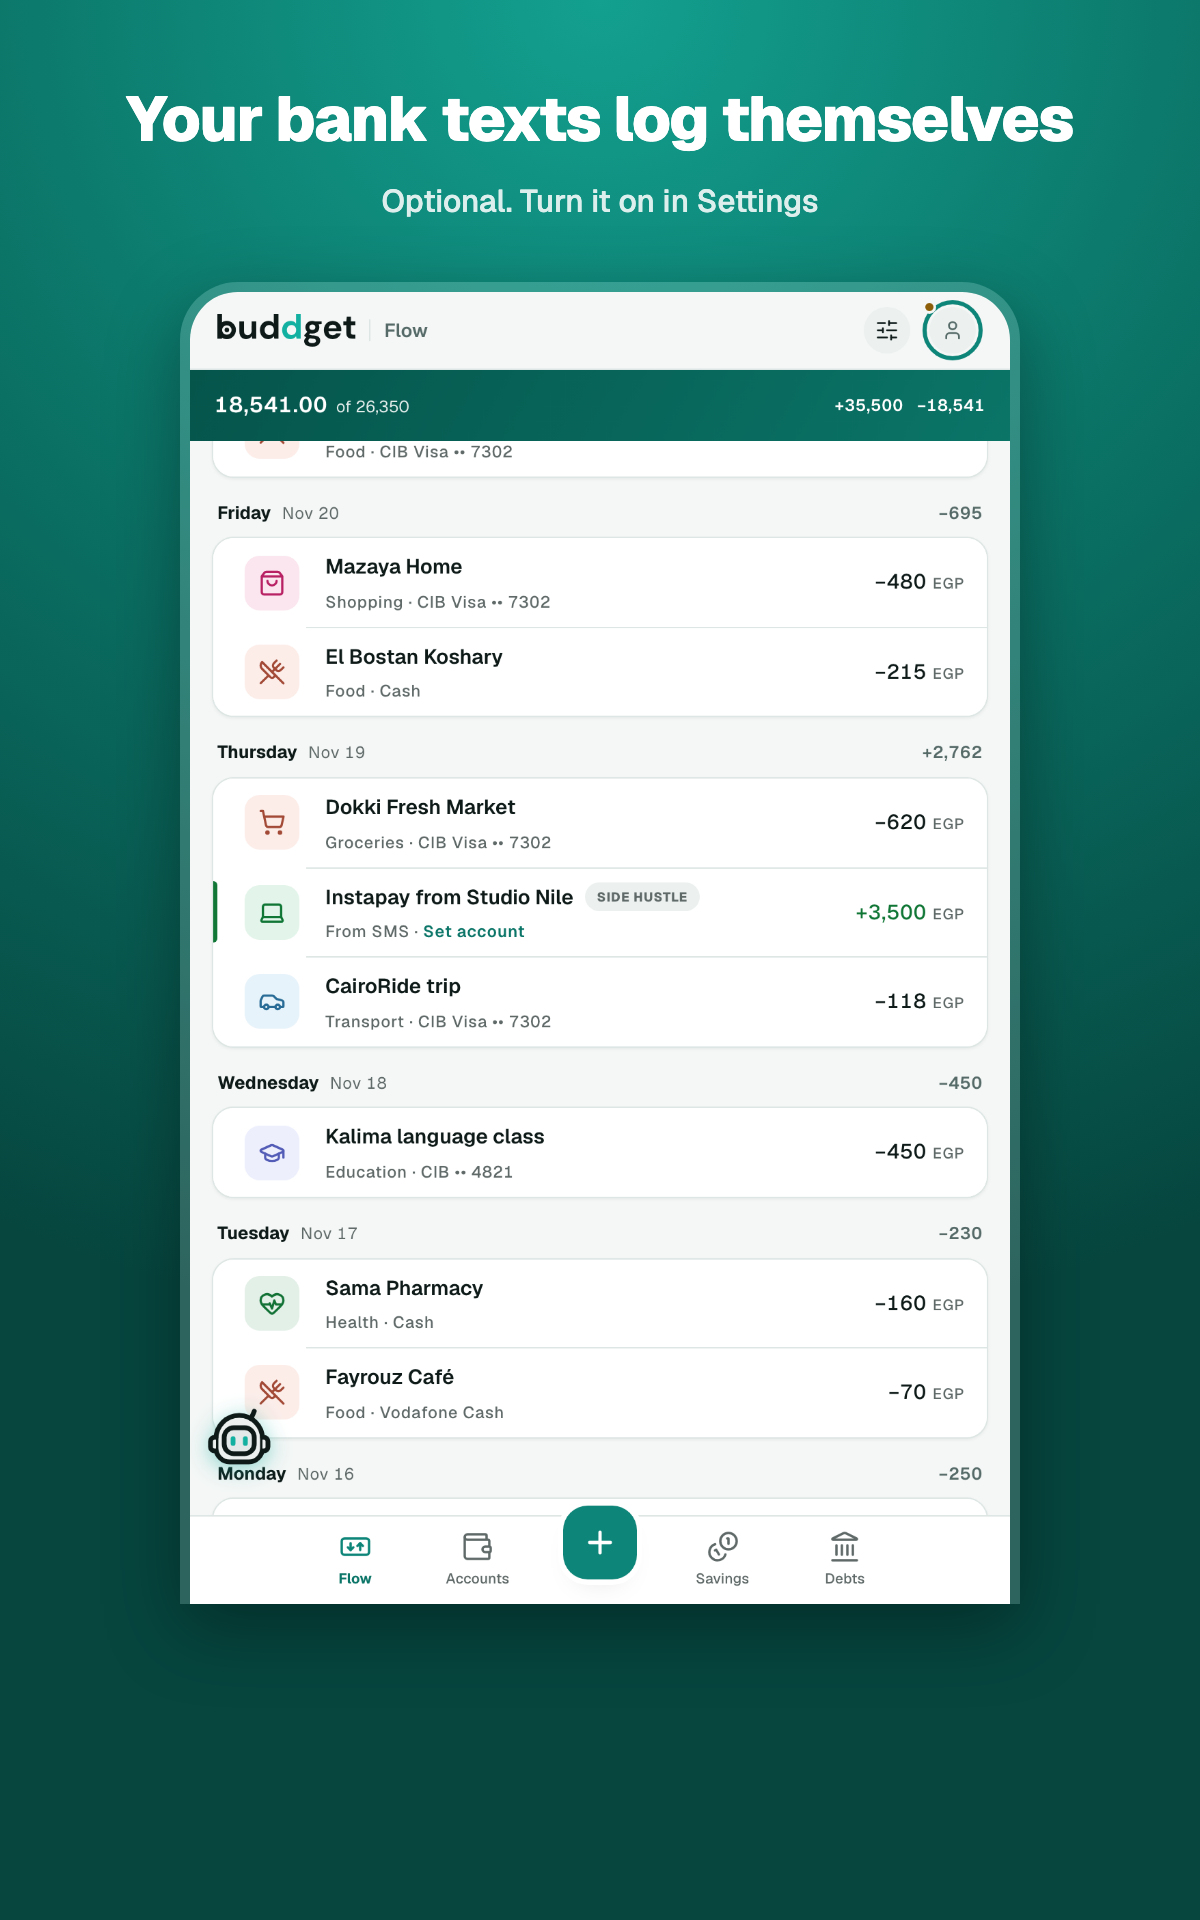 Your bank texts log themselves
Optional. Turn it on in Settings
buddget Flow
18,541.00 of 26,350 +35,500 −18,541
Food · CIB Visa •• 7302
Friday Nov 20 −695
Mazaya Home
Shopping · CIB Visa •• 7302
−480 EGP
El Bostan Koshary
Food · Cash
−215 EGP
Thursday Nov 19 +2,762
Dokki Fresh Market
Groceries · CIB Visa •• 7302
−620 EGP
Instapay from Studio Nile SIDE HUSTLE
From SMS · Set account
+3,500 EGP
CairoRide trip
Transport · CIB Visa •• 7302
−118 EGP
Wednesday Nov 18 −450
Kalima language class
Education · CIB •• 4821
−450 EGP
Tuesday Nov 17 −230
Sama Pharmacy
Health · Cash
−160 EGP
Fayrouz Café
Food · Vodafone Cash
−70 EGP
Monday Nov 16 −250
Flow Accounts Savings Debts